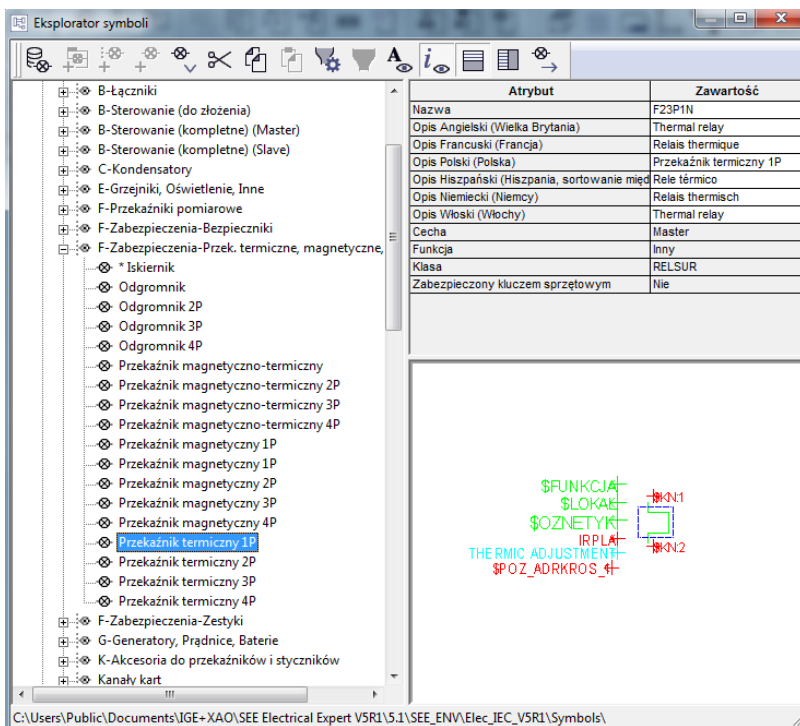 Eksplorator symboli
B-Łączniki
B-Sterowanie (do złożenia)
B-Sterowanie (kompletne) (Master)
B-Sterowanie (kompletne) (Slave)
C-Kondensatory
E-Grzejniki, Oświetlenie, Inne
F-Przekaźniki pomiarowe
F-Zabezpieczenia-Bezpieczniki
F-Zabezpieczenia-Przek. termiczne, magnetyczne,
* Iskiernik
Odgromnik
Odgromnik 2P
Odgromnik 3P
Odgromnik 4P
Przekaźnik magnetyczno-termiczny
Przekaźnik magnetyczno-termiczny 2P
Przekaźnik magnetyczno-termiczny 3P
Przekaźnik magnetyczno-termiczny 4P
Przekaźnik magnetyczny 1P
Przekaźnik magnetyczny 1P
Przekaźnik magnetyczny 2P
Przekaźnik magnetyczny 3P
Przekaźnik magnetyczny 4P
Przekaźnik termiczny 1P
Przekaźnik termiczny 2P
Przekaźnik termiczny 3P
Przekaźnik termiczny 4P
F-Zabezpieczenia-Zestyki
G-Generatory, Prądnice, Baterie
K-Akcesoria do przekaźników i styczników
Kanały kart
Atrybut Zawartość
Nazwa F23P1N
Opis Angielski (Wielka Brytania) Thermal relay
Opis Francuski (Francja) Relais thermique
Opis Polski (Polska) Przekaźnik termiczny 1P
Opis Hiszpański (Hiszpania, sortowanie międ Rele térmico
Opis Niemiecki (Niemcy) Relais thermisch
Opis Włoski (Włochy) Thermal relay
Cecha Master
Funkcja Inny
Klasa RELSUR
Zabezpieczony kluczem sprzętowym Nie
$FUNKCJA
$LOKAL
$OZNETYK
IRPLA
THERMIC ADJUSTMENT
$POZ_ADRKROS_1
$KN:1
$KN:2
C:\Users\Public\Documents\IGE+XAO\SEE Electrical Expert V5R1\5.1\SEE_ENV\Elec_IEC_V5R1\Symbols\